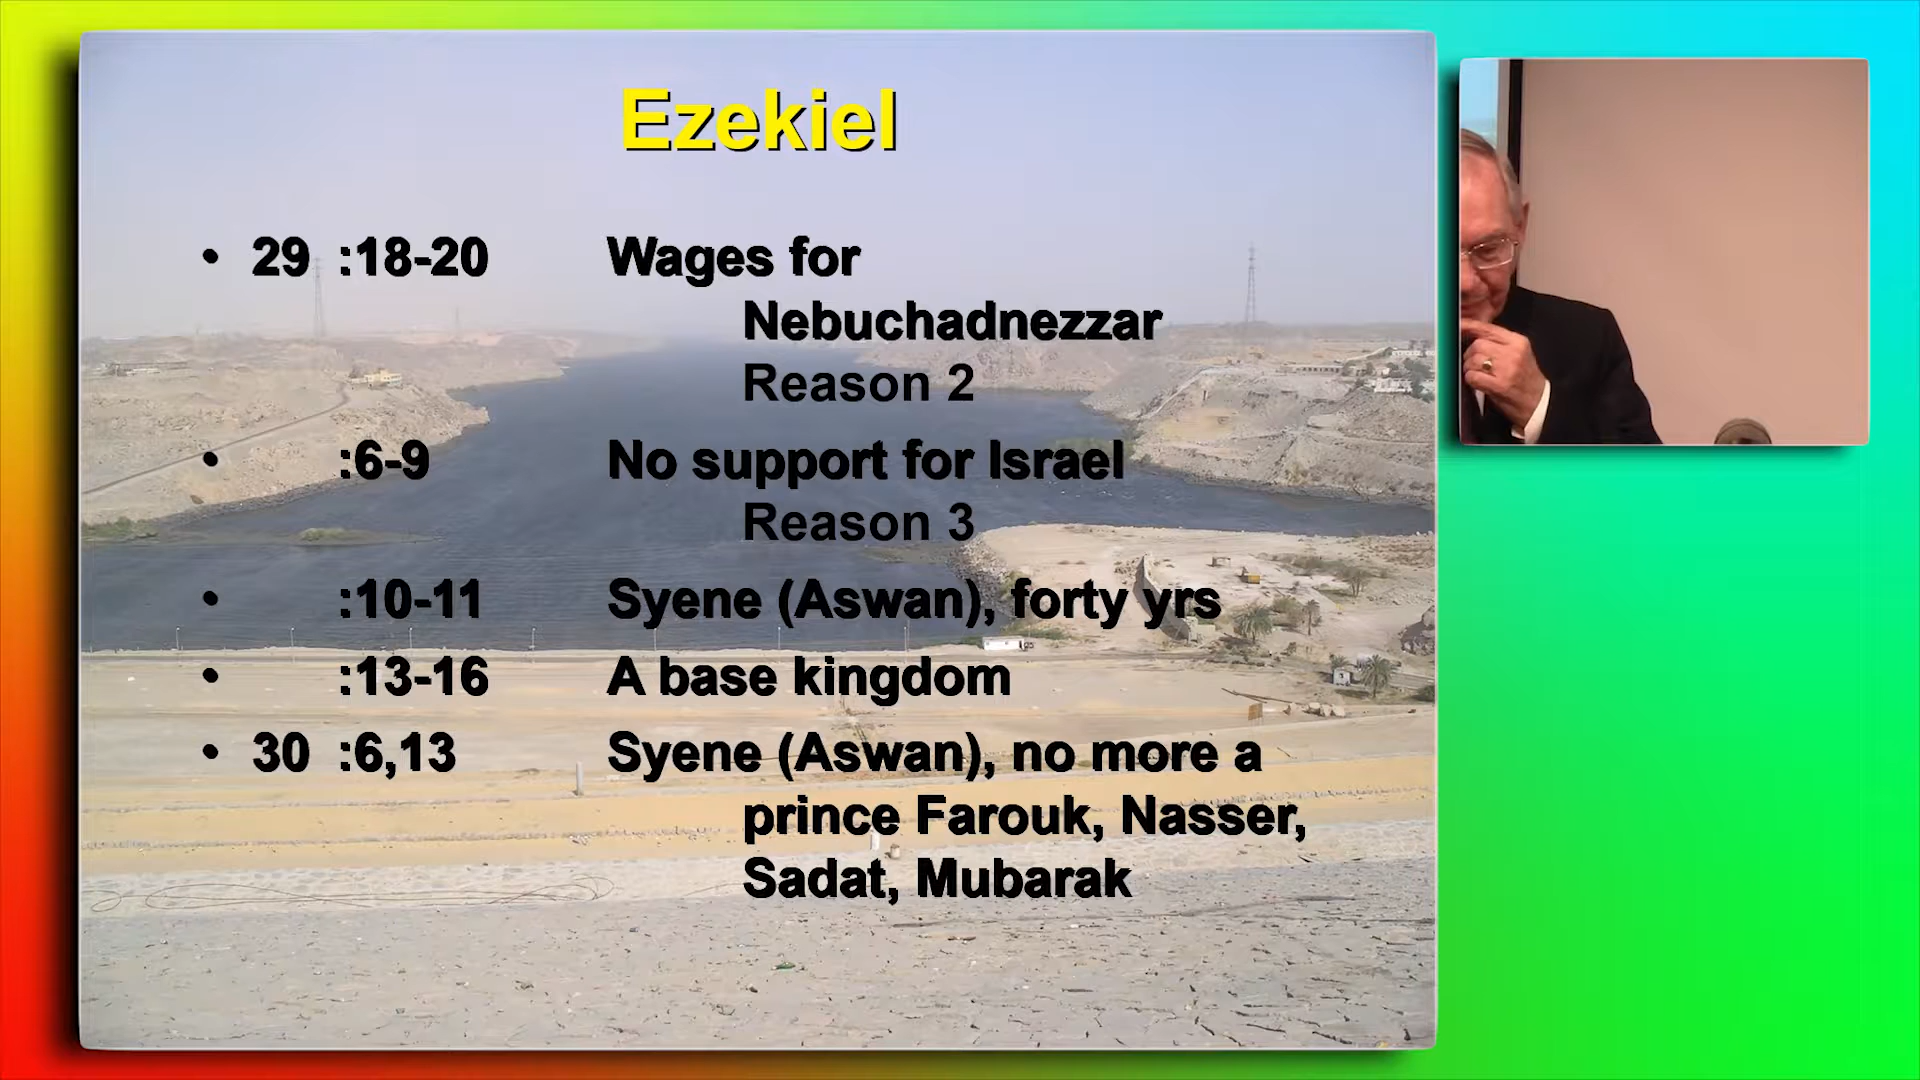 Ezekiel
• 29 :18-20 Wages for
Nebuchadnezzar
Reason 2
• :6-9 No support for Israel
Reason 3
• :10-11 Syene (Aswan), forty yrs
• :13-16 A base kingdom
• 30 :6,13 Syene (Aswan), no more a
prince Farouk, Nasser,
Sadat, Mubarak